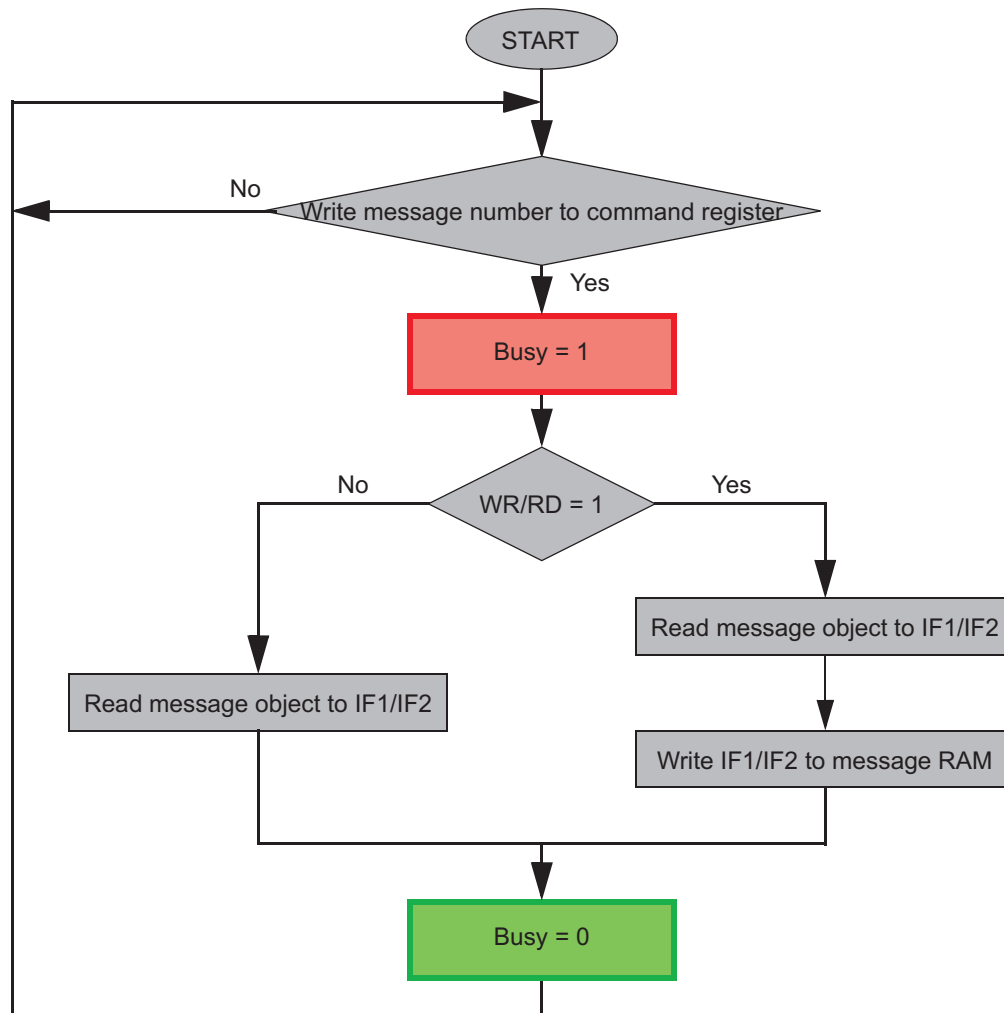 START
No
Write message number to command register
Yes
Busy = 1
No
WR/RD = 1
Yes
Read message object to IF1/IF2
Read message object to IF1/IF2
Write IF1/IF2 to message RAM
Busy = 0